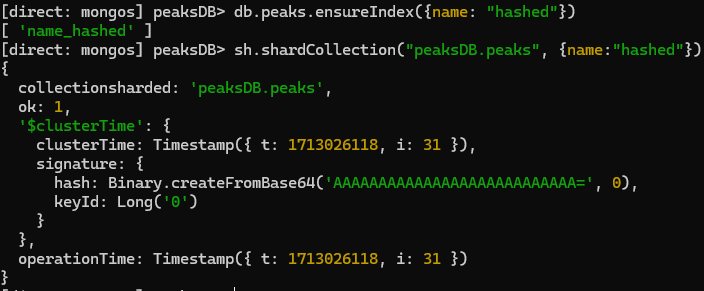 [direct: mongos] peaksDB> db.peaks.ensureIndex({name: "hashed"})
[ 'name_hashed' ]
[direct: mongos] peaksDB> sh.shardCollection("peaksDB.peaks", {name:"hashed"})
{
  collectionsharded: 'peaksDB.peaks',
  ok: 1,
  '$clusterTime': {
    clusterTime: Timestamp({ t: 1713026118, i: 31 }),
    signature: {
      hash: Binary.createFromBase64('AAAAAAAAAAAAAAAAAAAAAAAAAAA=', 0),
      keyId: Long('0')
    }
  },
  operationTime: Timestamp({ t: 1713026118, i: 31 })
}